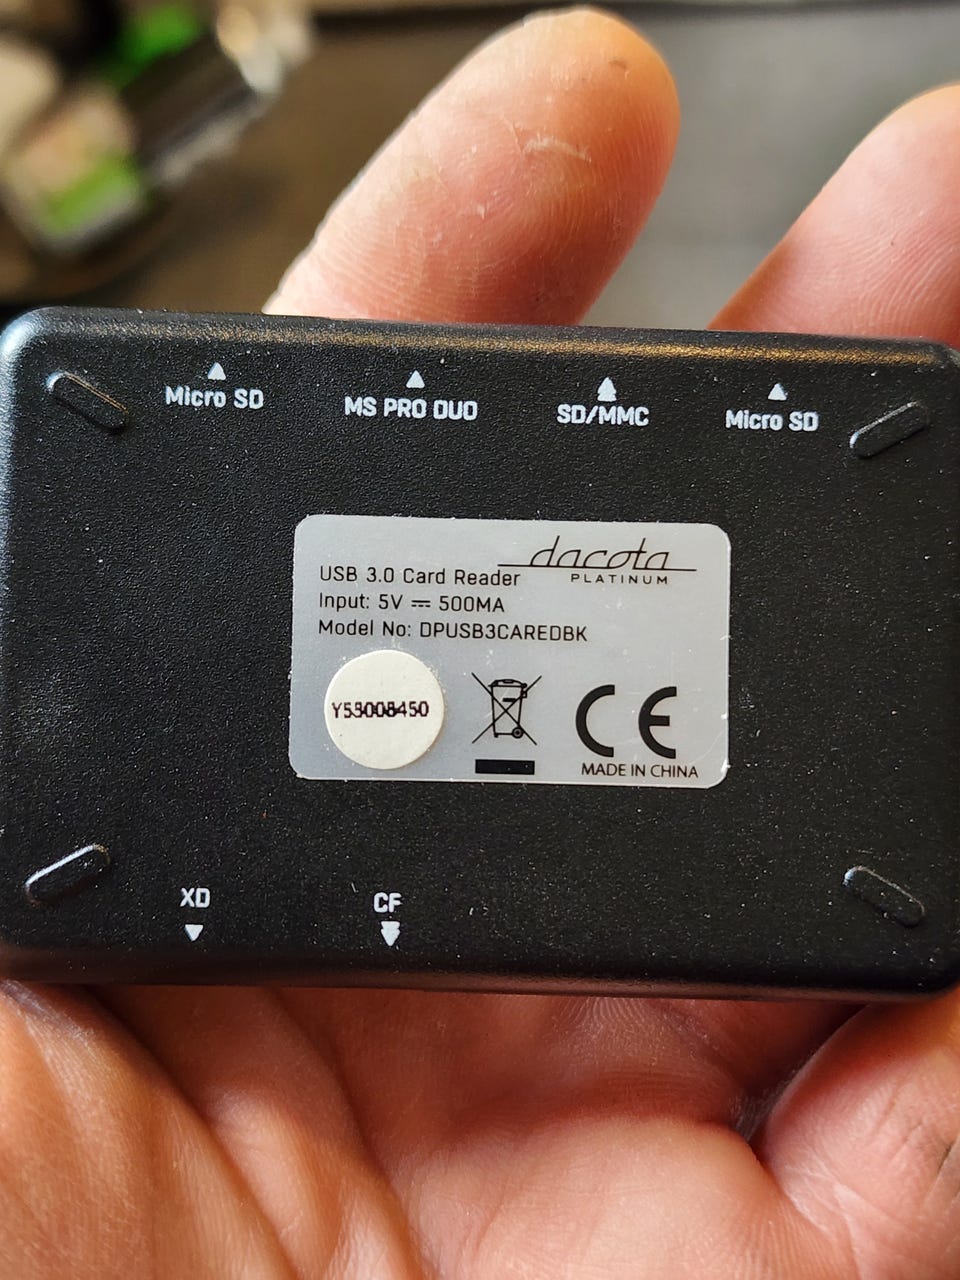 Micro SD
MS PRO DUO
SD/MMC
Micro SD
dacota
PLATINUM
USB 3.0 Card Reader
Input: 5V ⎓ 500MA
Model No: DPUSB3CAREDBK
CE
MADE IN CHINA
XD
CF